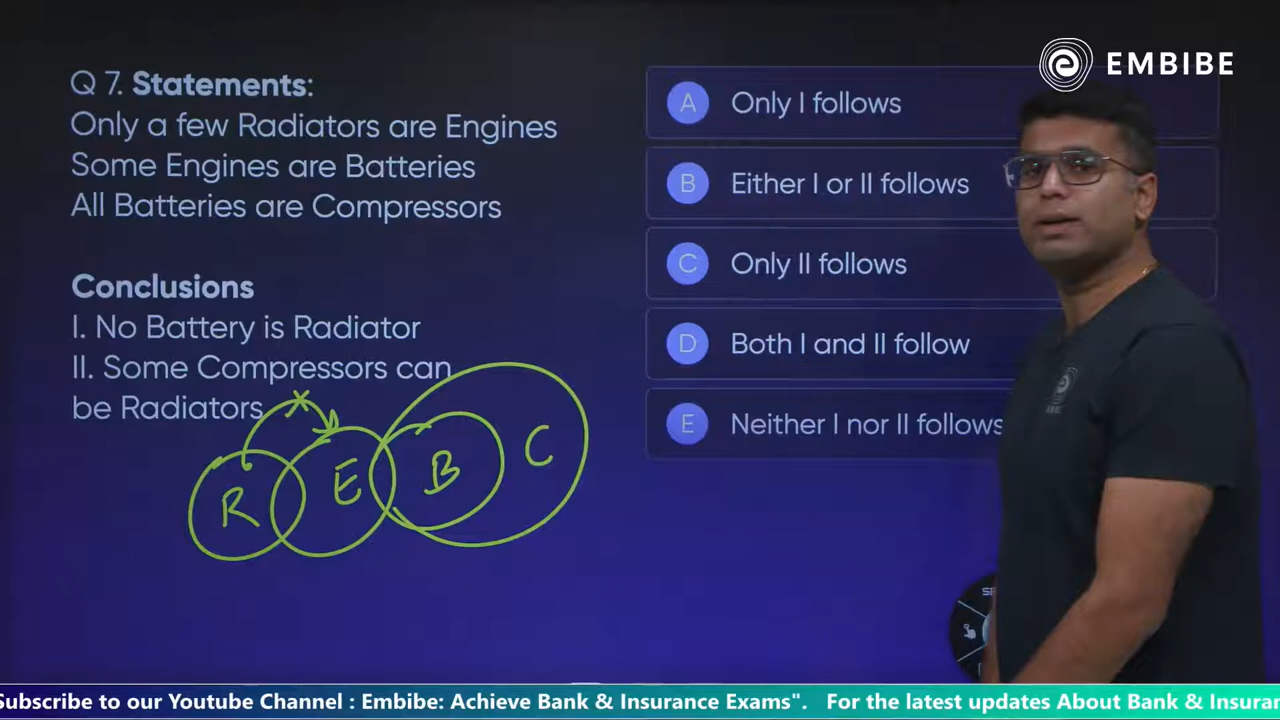 EMBIBE
Q 7. Statements:
Only a few Radiators are Engines
Some Engines are Batteries
All Batteries are Compressors
Conclusions
I. No Battery is Radiator
II. Some Compressors can
be Radiators
A Only I follows
B Either I or II follows
C Only II follows
D Both I and II follow
E Neither I nor II follows
R E B C
Subscribe to our Youtube Channel : Embibe: Achieve Bank & Insurance Exams". For the latest updates About Bank & Insuran